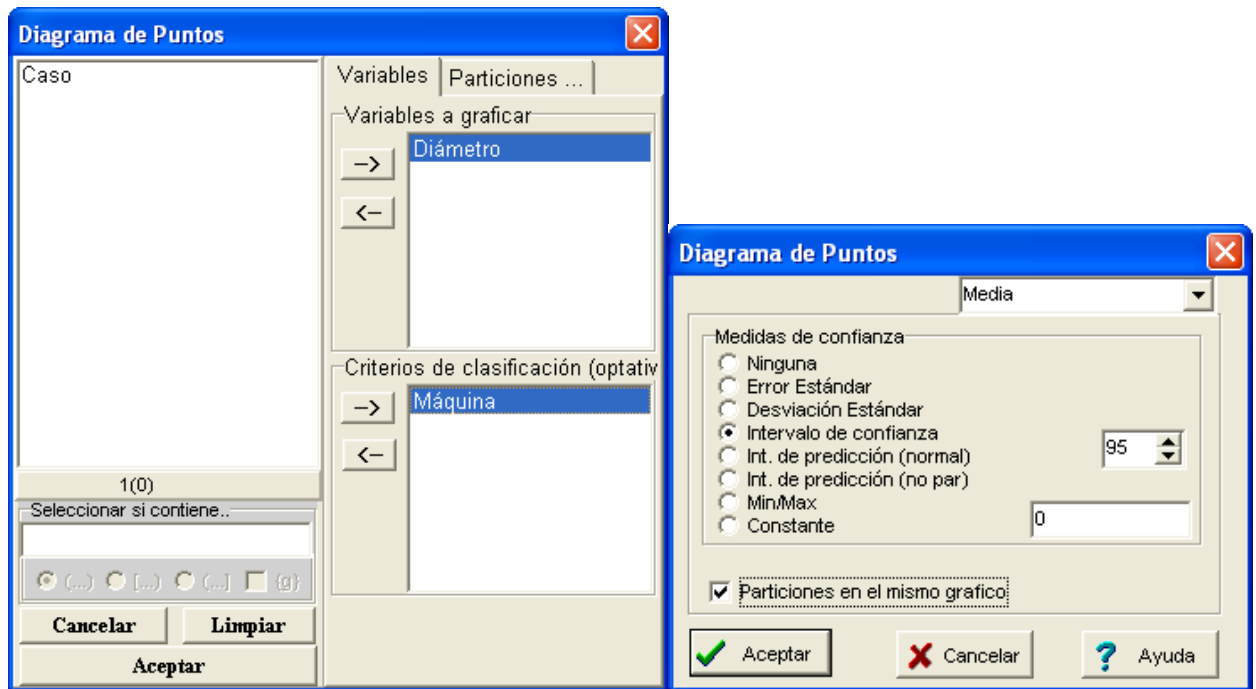 Diagrama de Puntos
Caso
1(0)
Seleccionar si contiene..
(...) [...) (...] {g}
Cancelar Limpiar
Aceptar
Variables Particiones ...
Variables a graficar
–>
Diámetro
<–
Criterios de clasificación (optativ
–>
Máquina
<–
Diagrama de Puntos
Media
Medidas de confianza
Ninguna
Error Estándar
Desviación Estándar
Intervalo de confianza
95
Int. de predicción (normal)
Int. de predicción (no par)
Min/Max
Constante
0
Particiones en el mismo grafico
Aceptar Cancelar ? Ayuda